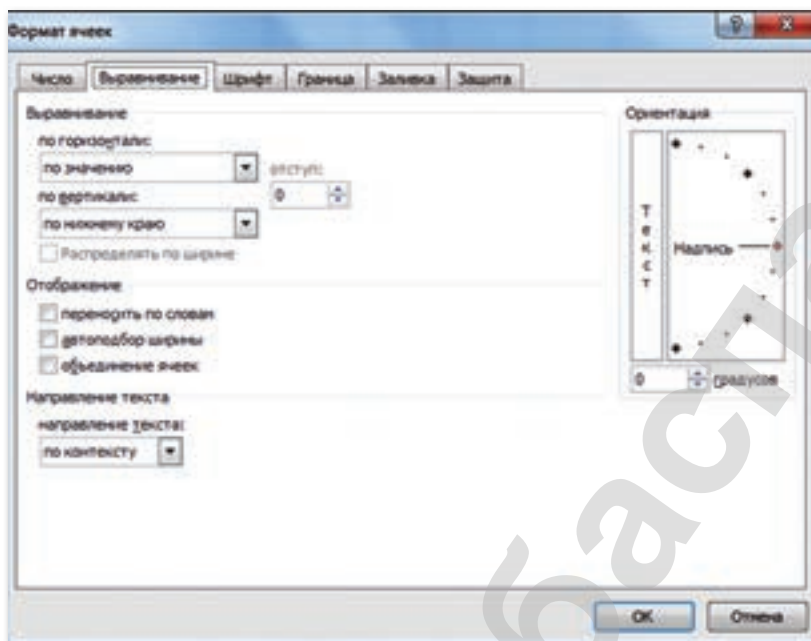 Формат ячеек
Число Выравнивание Шрифт Граница Заливка Защита
Выравнивание
по горизонтали:
по значению
отступ:
0
по вертикали:
по нижнему краю
Распределять по ширине
Отображение
переносить по словам
автоподбор ширины
объединение ячеек
Направление текста
направление текста:
по контексту
Ориентация
Текст
Надпись
0 градусов
OK Отмена